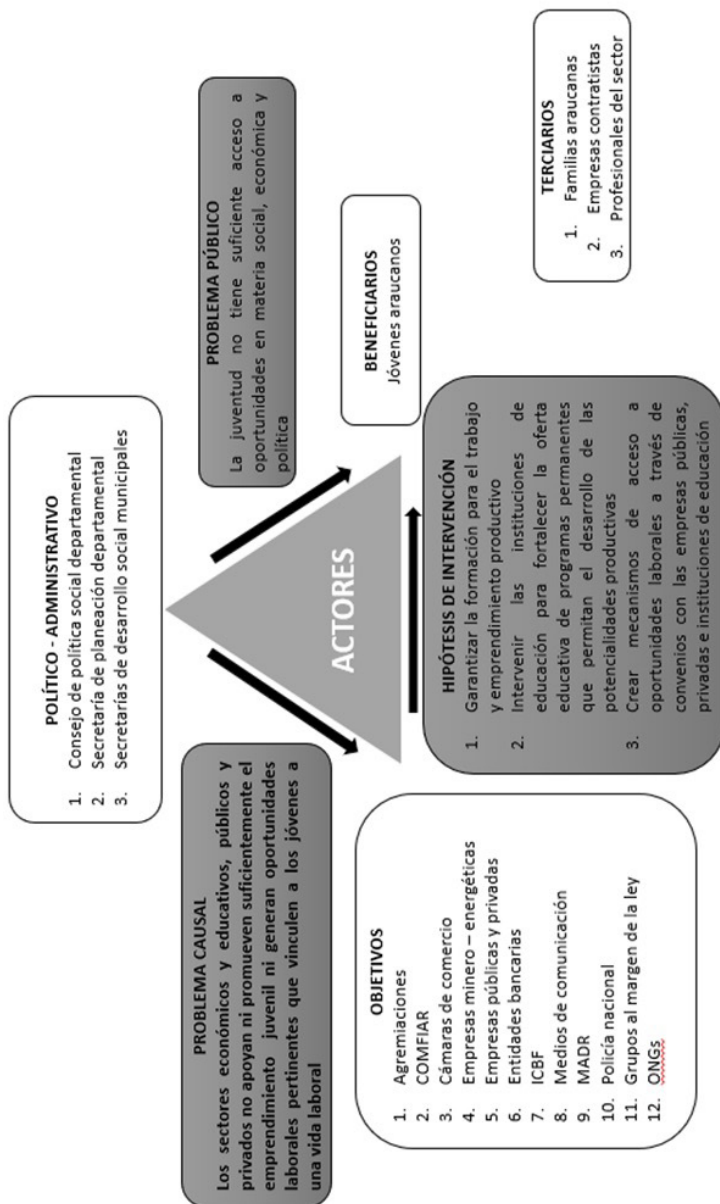 POLÍTICO - ADMINISTRATIVO
1. Consejo de política social departamental
2. Secretaría de planeación departamental
3. Secretarías de desarrollo social municipales
PROBLEMA CAUSAL
Los sectores económicos y educativos, públicos y
privados no apoyan ni promueven suficientemente el
emprendimiento juvenil ni generan oportunidades
laborales pertinentes que vinculen a los jóvenes a
una vida laboral
PROBLEMA PÚBLICO
La juventud no tiene suficiente acceso a
oportunidades en materia social, económica y
política
ACTORES
OBJETIVOS
1. Agremiaciones
2. COMFIAR
3. Cámaras de comercio
4. Empresas minero – energéticas
5. Empresas públicas y privadas
6. Entidades bancarias
7. ICBF
8. Medios de comunicación
9. MADR
10. Policía nacional
11. Grupos al margen de la ley
12. ONGs
HIPÓTESIS DE INTERVENCIÓN
1. Garantizar la formación para el trabajo
y emprendimiento productivo
2. Intervenir las instituciones de
educación para fortalecer la oferta
educativa de programas permanentes
que permitan el desarrollo de las
potencialidades productivas
3. Crear mecanismos de acceso a
oportunidades laborales a través de
convenios con las empresas públicas,
privadas e instituciones de educación
BENEFICIARIOS
Jóvenes araucanos
TERCIARIOS
1. Familias araucanas
2. Empresas contratistas
3. Profesionales del sector